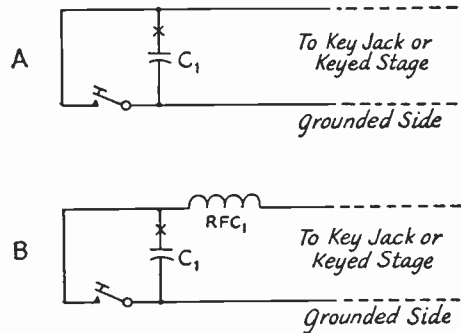 A
C₁
To Key Jack or
Keyed Stage
Grounded Side
B
RFC₁
C₁
To Key Jack or
Keyed Stage
Grounded Side